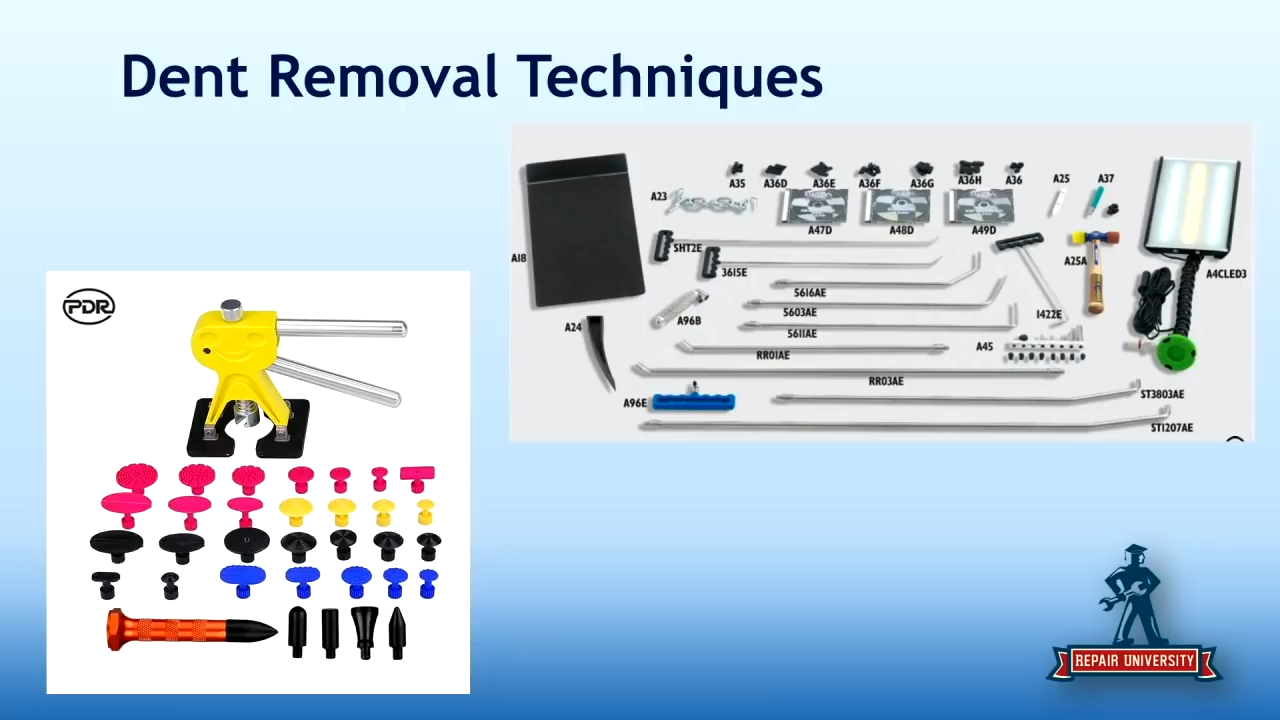 Dent Removal Techniques
A35
A36D
A36E
A36F
A36G
A36H
A36
A25
A37
A23
A47D
A48D
A49D
SHT2E
A18
3615E
A25A
A4CLED3
5616AE
5603AE
1422E
A96B
A24
5611AE
A45
RR01AE
RR03AE
ST3803AE
A96E
ST1207AE
PDR
REPAIR UNIVERSITY